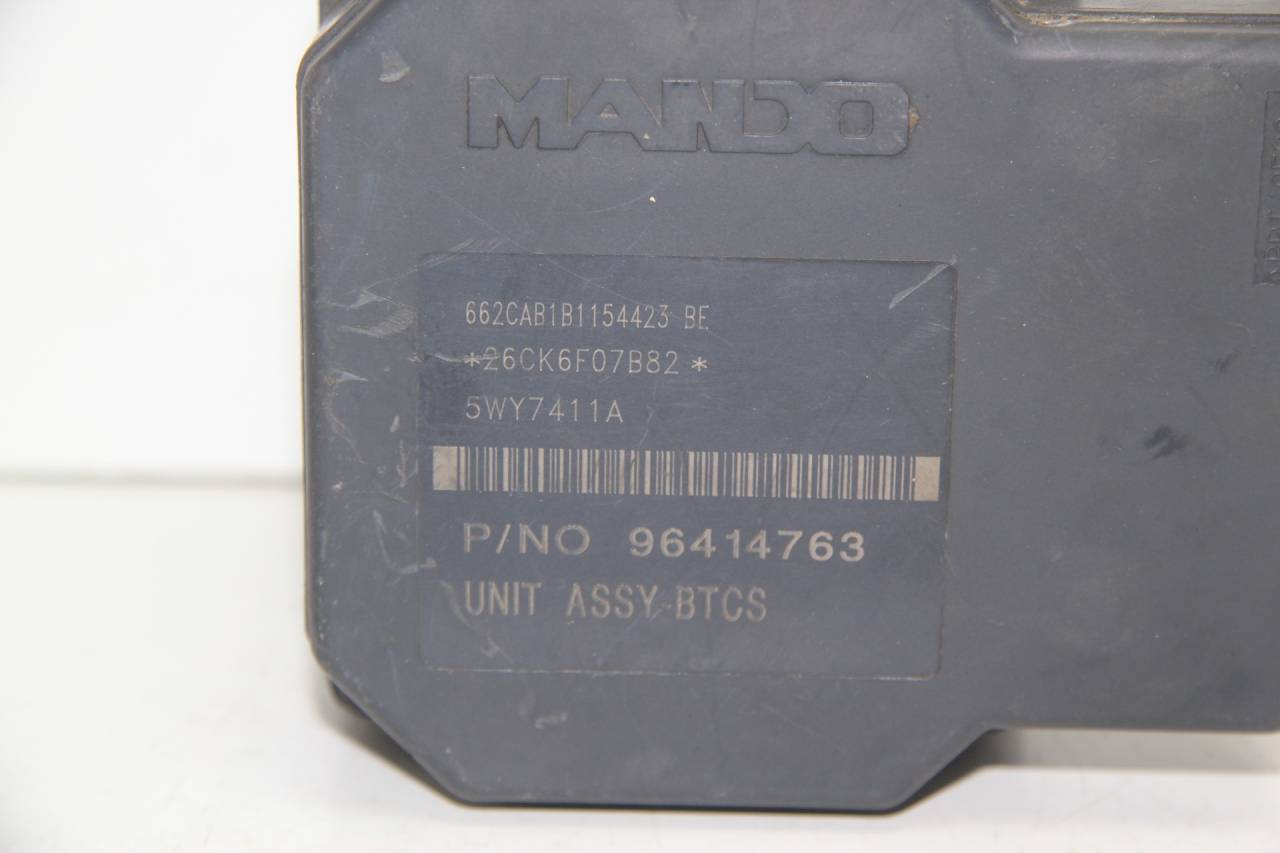 MANDO
662CAB1B1154423 BE
*26CK6F07B82*
5WY7411A
P/NO 96414763
UNIT ASSY-BTCS